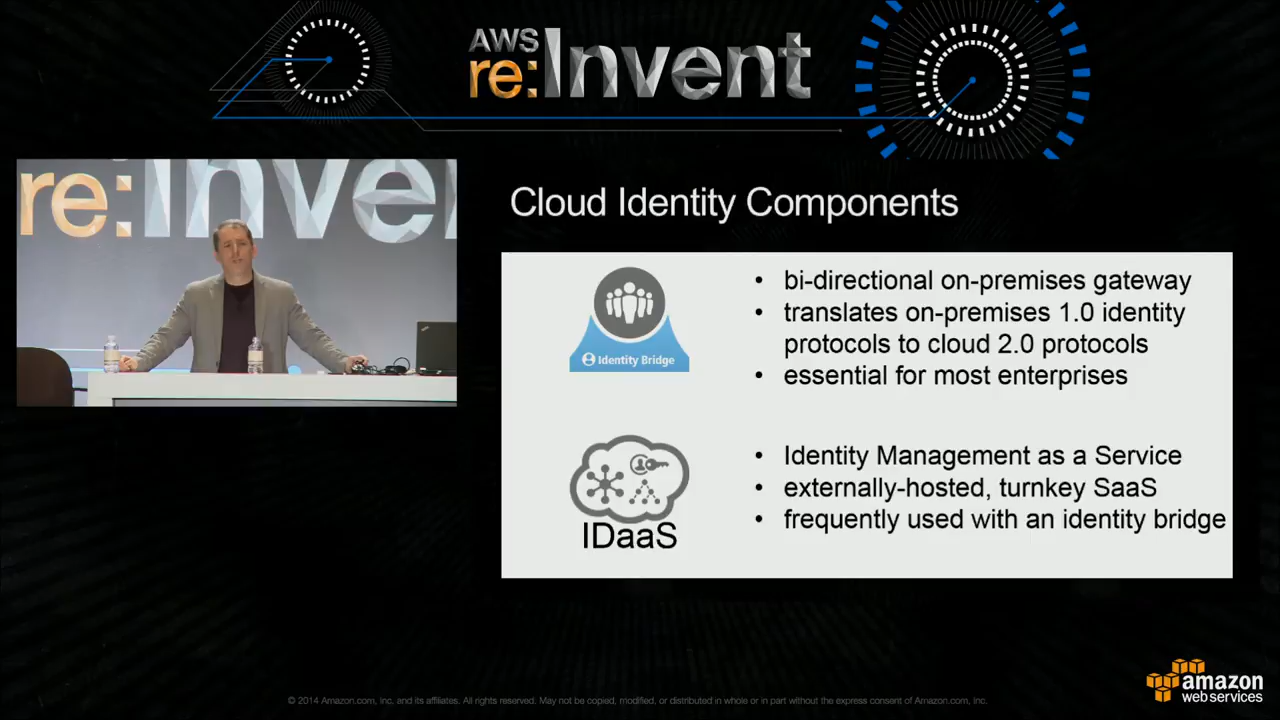 AWS
re:Invent
re:Inven
Cloud Identity Components
• bi-directional on-premises gateway
• translates on-premises 1.0 identity
protocols to cloud 2.0 protocols
• essential for most enterprises
Identity Bridge
• Identity Management as a Service
• externally-hosted, turnkey SaaS
• frequently used with an identity bridge
IDaaS
© 2014 Amazon.com, Inc, and its affiliates. All rights reserved. May not be copied, modified, or distributed in whole or in part without the express consent of Amazon.com, Inc.
amazon
web services